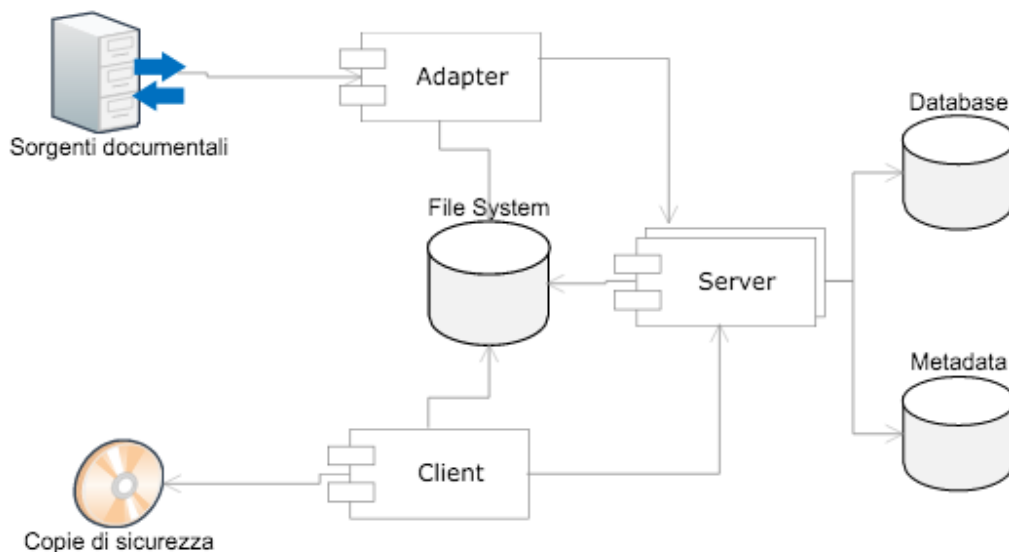 Adapter
Sorgenti documentali
Database
File System
Server
Metadata
Client
Copie di sicurezza